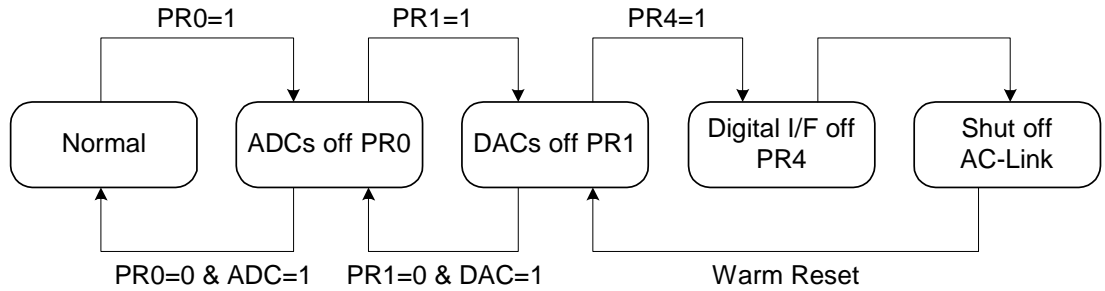 PR0=1
PR1=1
PR4=1
Normal
ADCs off PR0
DACs off PR1
Digital I/F off
PR4
Shut off
AC-Link
PR0=0 & ADC=1
PR1=0 & DAC=1
Warm Reset